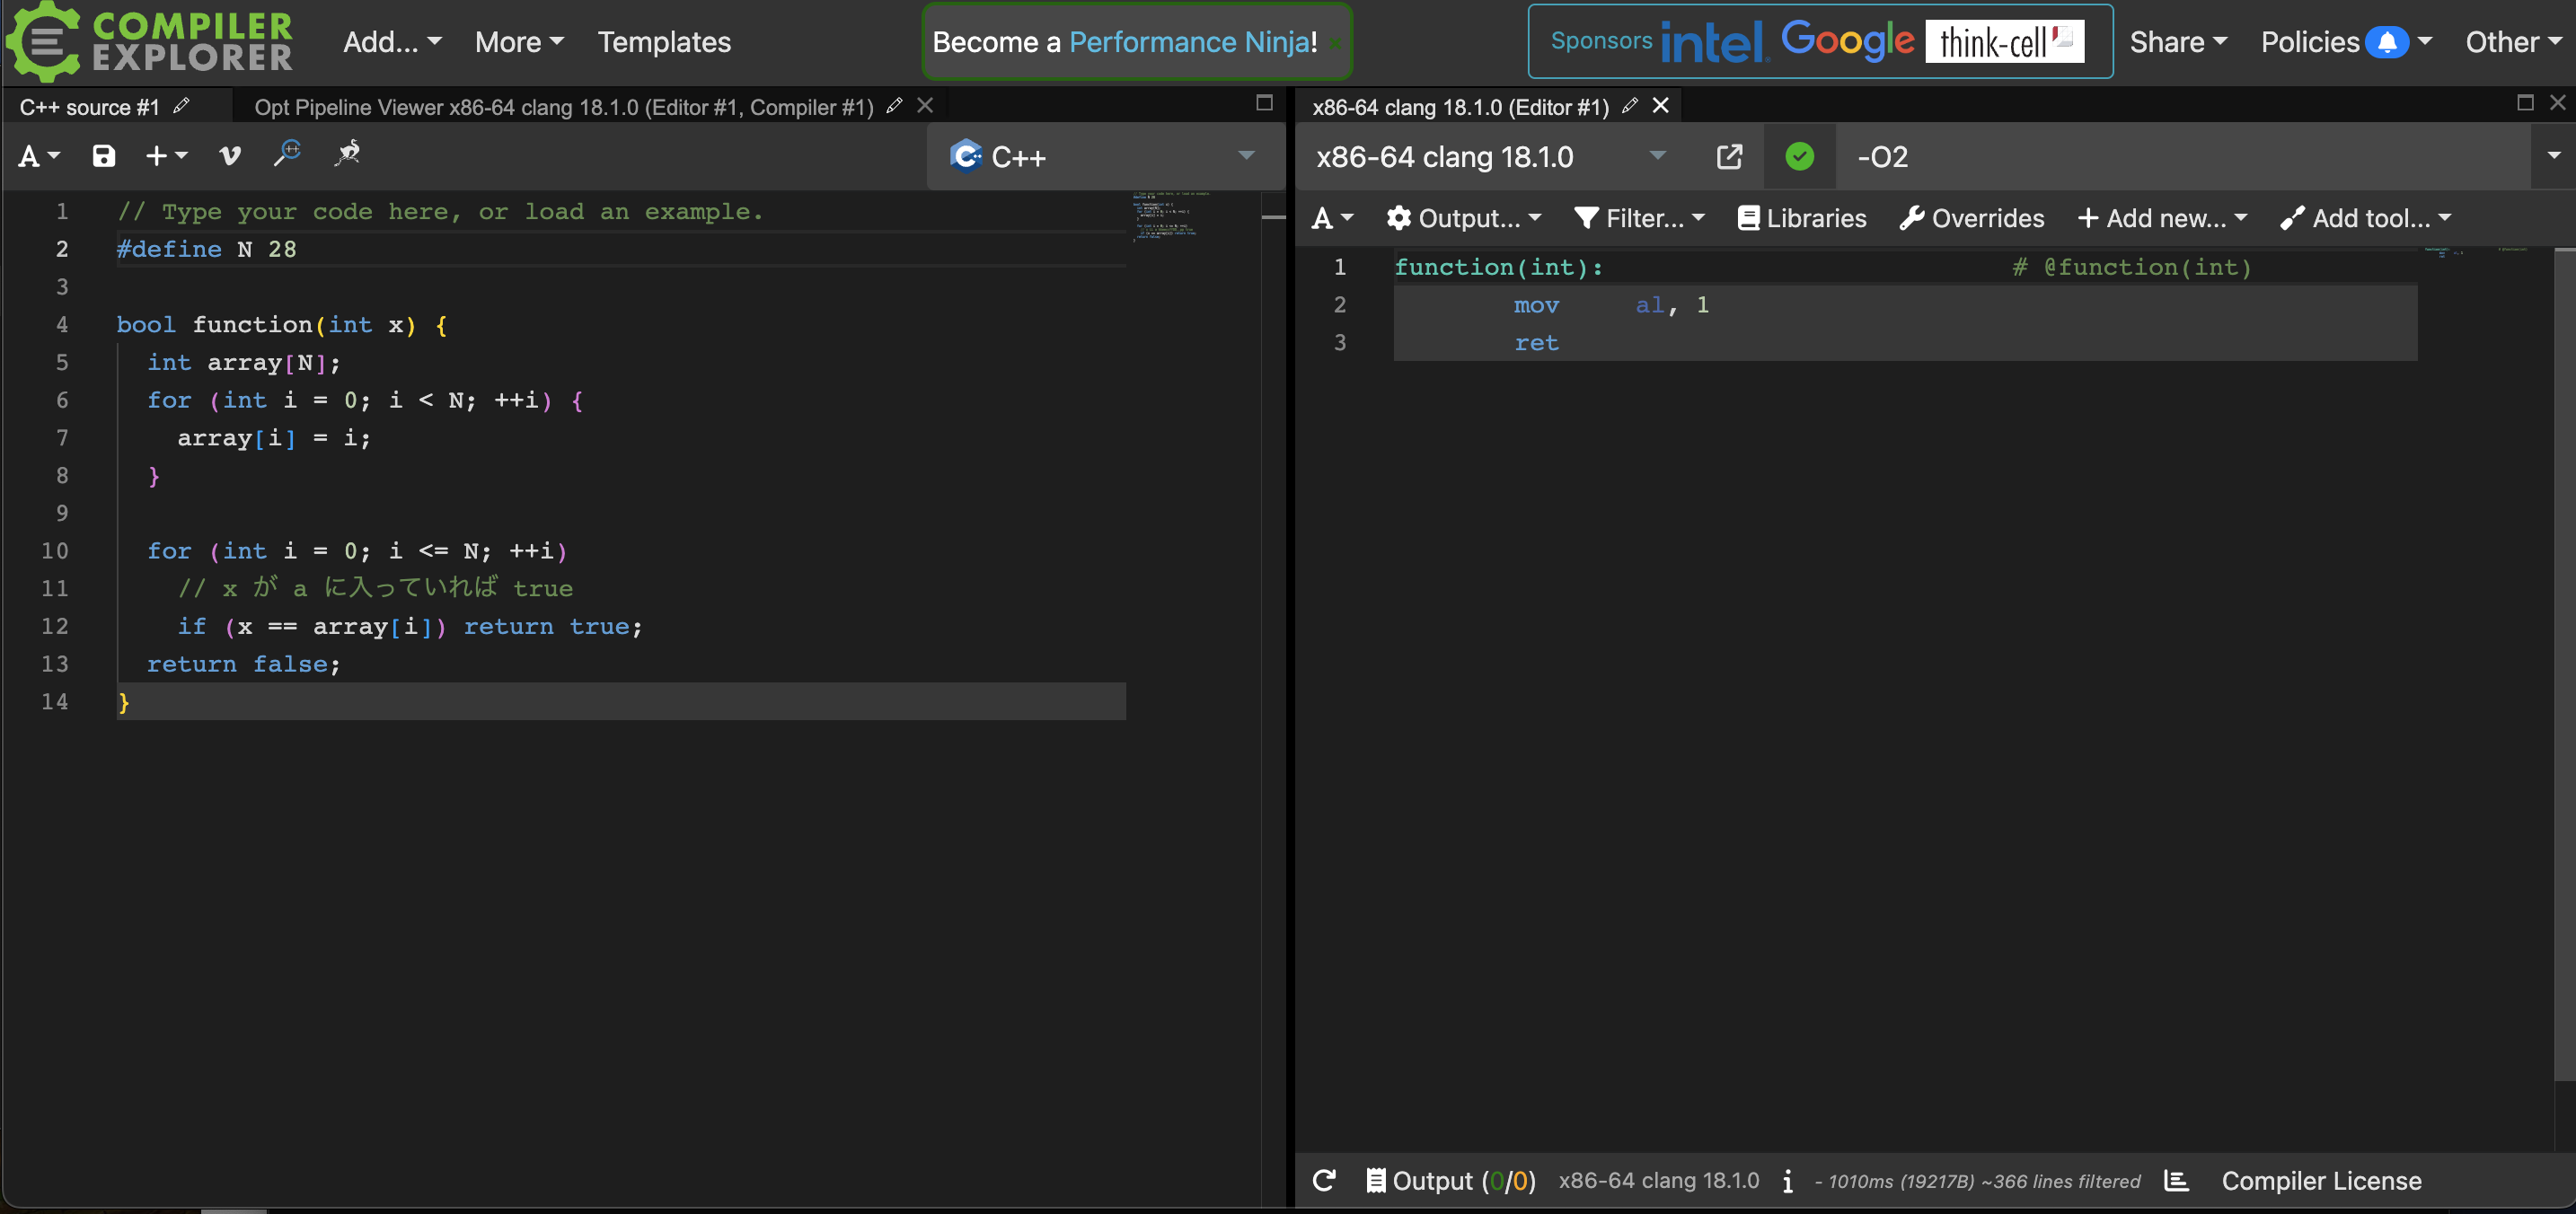 COMPILER EXPLORER Add... More Templates Become a Performance Ninja! Sponsors intel. Google think-cell Share Policies Other
C++ source #1 Opt Pipeline Viewer x86-64 clang 18.1.0 (Editor #1, Compiler #1)
A + C++
1 // Type your code here, or load an example.
2 #define N 28
3
4 bool function(int x) {
5 int array[N];
6 for (int i = 0; i < N; ++i) {
7 array[i] = i;
8 }
9
10 for (int i = 0; i <= N; ++i)
11 // x が a に入っていれば true
12 if (x == array[i]) return true;
13 return false;
14 }
x86-64 clang 18.1.0 (Editor #1)
x86-64 clang 18.1.0 -O2
A Output... Filter... Libraries Overrides + Add new... Add tool...
1 function(int): # @function(int)
2 mov al, 1
3 ret
Output (0/0) x86-64 clang 18.1.0 i - 1010ms (19217B) ~366 lines filtered Compiler License